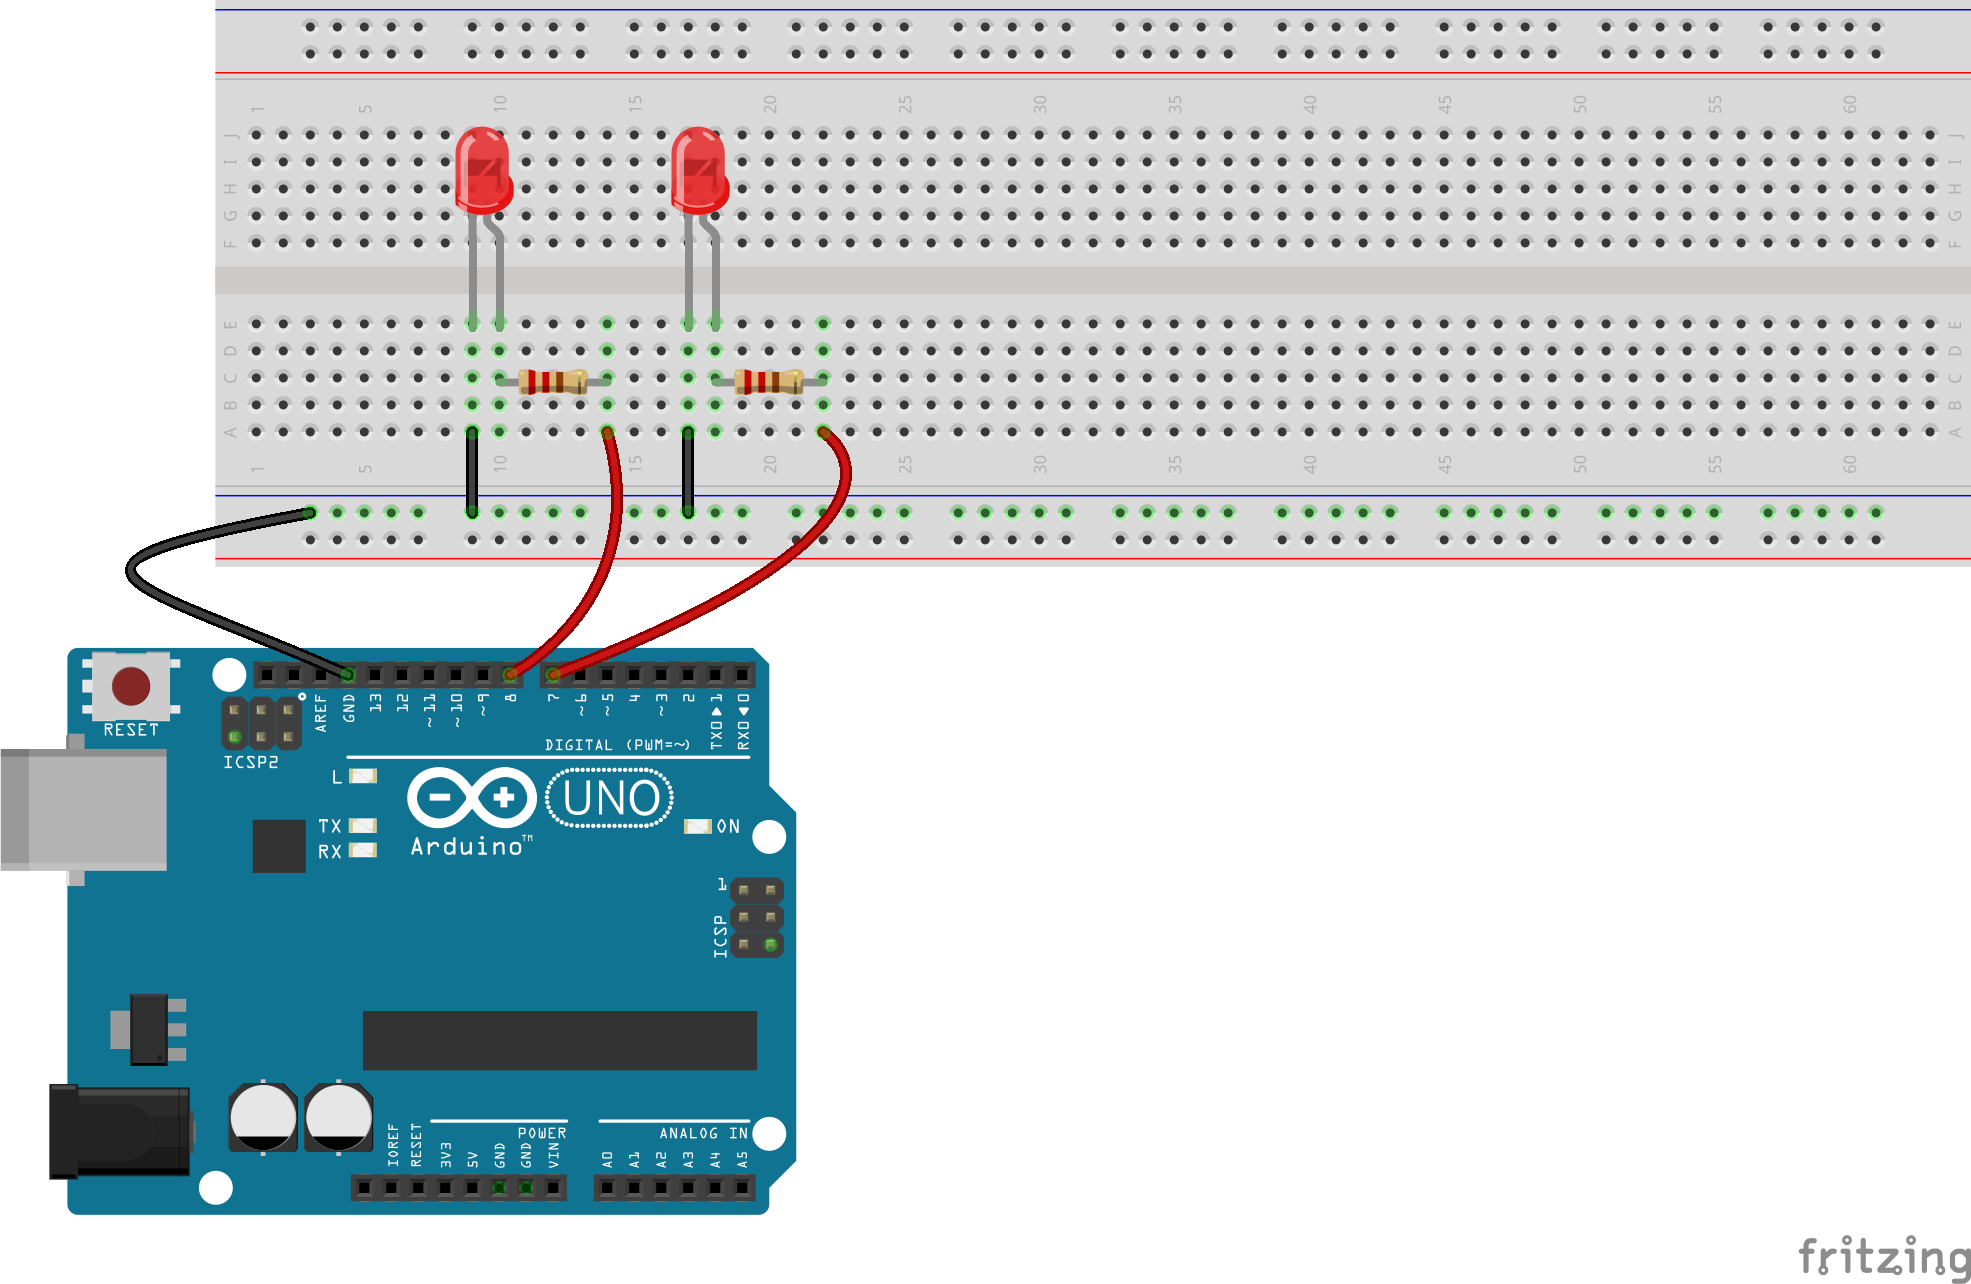 1 5 10 15 20 25 30 35 40 45 50 55 60
J J
I I
H H
G G
F F
E E
D D
C C
B B
A A
1 5 10 15 20 25 30 35 40 45 50 55 60
RESET
AREF GND 13 12 ~11 ~10 ~9 8 7 ~6 ~5 4 ~3 2 TX0▶1 RX0◀0
DIGITAL (PWM=~)
ICSP2
L
UNO
TX
ON
RX
Arduino™
1
ICSP
POWER
ANALOG IN
IOREF RESET 3V3 5V GND GND VIN A0 A1 A2 A3 A4 A5
fritzing